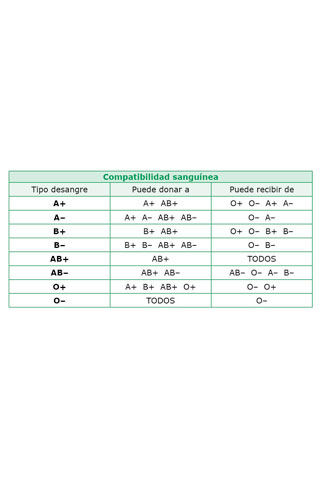 Compatibilidad sanguínea
Tipo desangre Puede donar a Puede recibir de
A+ A+ AB+ O+ O– A+ A–
A– A+ A– AB+ AB– O– A–
B+ B+ AB+ O+ O– B+ B–
B– B+ B– AB+ AB– O– B–
AB+ AB+ TODOS
AB– AB+ AB– AB– O– A– B–
O+ A+ B+ AB+ O+ O– O+
O– TODOS O–